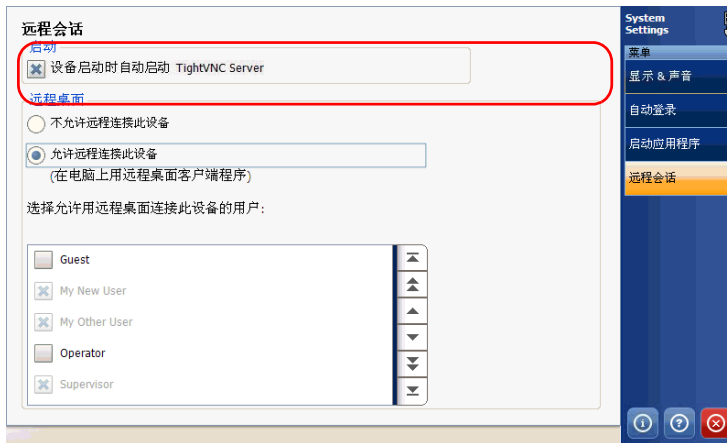 远程会话
启动
设备启动时自动启动 TightVNC Server
远程桌面
不允许远程连接此设备
允许远程连接此设备
(在电脑上用远程桌面客户端程序)
选择允许用远程桌面连接此设备的用户:
Guest
My New User
My Other User
Operator
Supervisor
System
Settings
菜单
显示 & 声音
自动登录
启动应用程序
远程会话